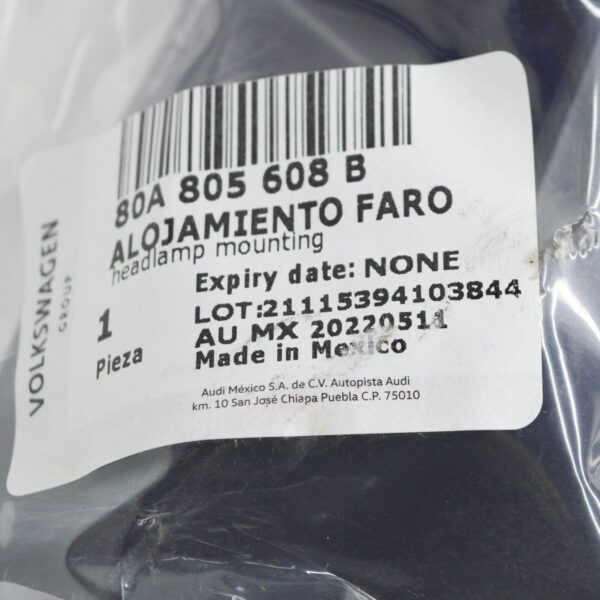 80A 805 608 B
ALOJAMIENTO FARO
headlamp mounting
VOLKSWAGEN
GROUP
1
Pieza
Expiry date: NONE
LOT:21115394103844
AU MX 20220511
Made in Mexico
Audi México S.A. de C.V. Autopista Audi
km. 10 San José Chiapa Puebla C.P. 75010